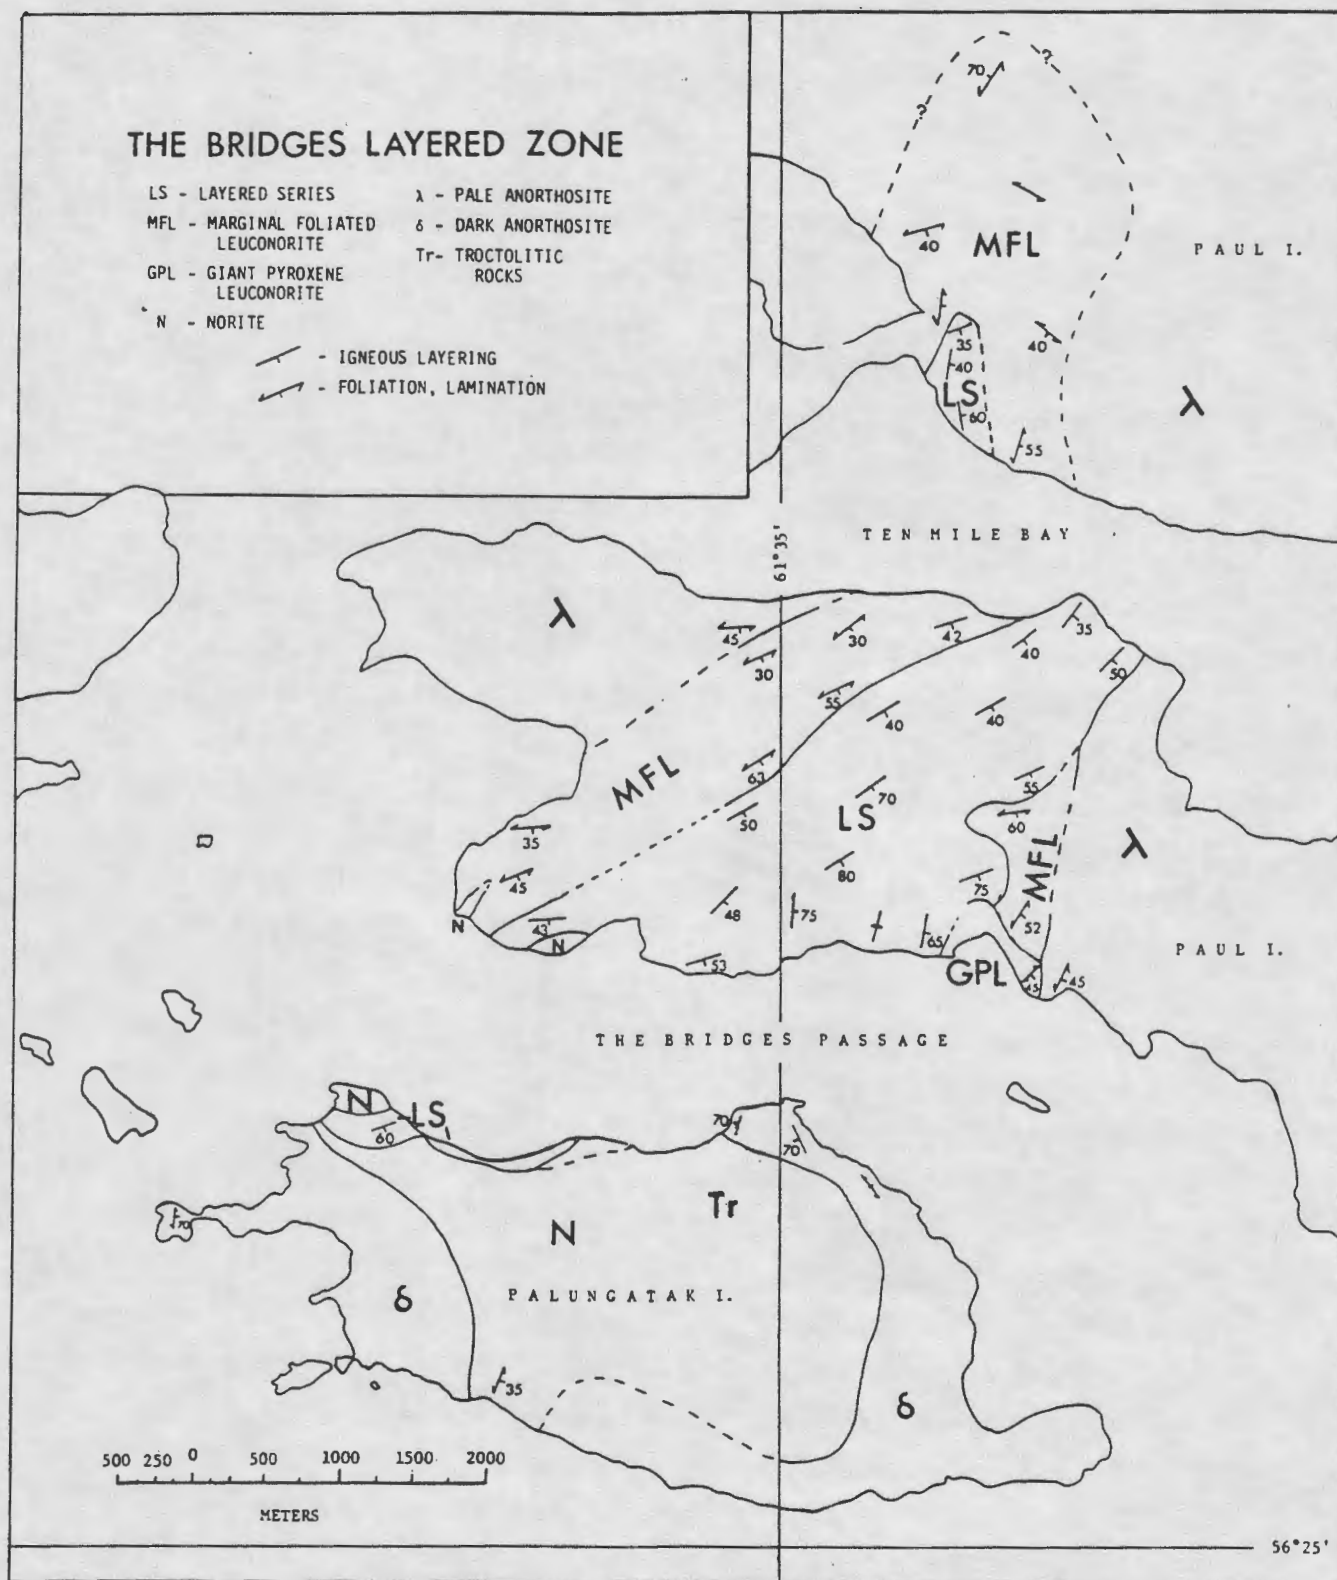 THE BRIDGES LAYERED ZONE
LS - LAYERED SERIES
MFL - MARGINAL FOLIATED
LEUCONORITE
GPL - GIANT PYROXENE
LEUCONORITE
N - NORITE
λ - PALE ANORTHOSITE
δ - DARK ANORTHOSITE
Tr- TROCTOLITIC
ROCKS
- IGNEOUS LAYERING
- FOLIATION, LAMINATION
?
70
?
40
MFL
PAUL I.
35
40
40
LS
λ
60
55
TEN MILE BAY
61°35'
λ
45
30
42
35
40
30
50
55
40
40
MFL
63
55
70
50
LS
60
35
MFL
λ
80
75
45
48
75
52
N
43
N
65
PAUL I.
53
GPL
45
45
THE BRIDGES PASSAGE
N
LS
60
70
70
70
Tr
N
δ
PALUNGATAK I.
35
δ
500 250 0 500 1000 1500 2000
METERS
56°25'